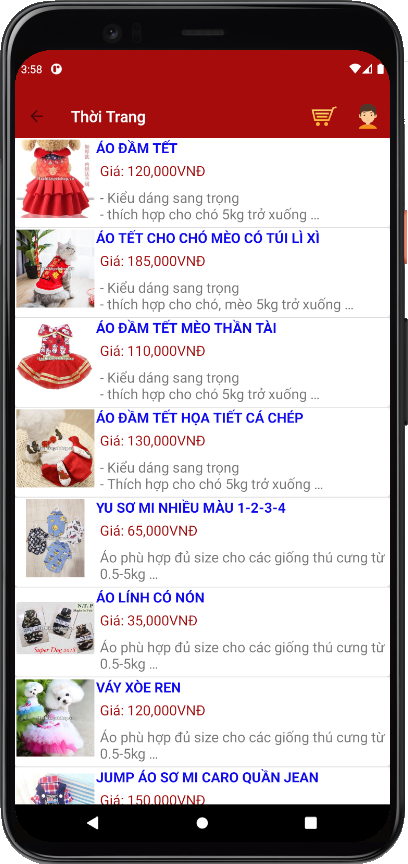 3:58
Thời Trang
ÁO ĐẦM TẾT
Giá: 120,000VNĐ
- Kiểu dáng sang trọng
- thích hợp cho chó 5kg trở xuống ...
ÁO TẾT CHO CHÓ MÈO CÓ TÚI LÌ XÌ
Giá: 185,000VNĐ
- Kiểu dáng sang trọng
- thích hợp cho chó, mèo 5kg trở xuống ...
ÁO ĐẦM TẾT MÈO THẦN TÀI
Giá: 110,000VNĐ
- Kiểu dáng sang trọng
- thích hợp cho chó 5kg trở xuống ...
ÁO ĐẦM TẾT HỌA TIẾT CÁ CHÉP
Giá: 130,000VNĐ
- Kiểu dáng sang trọng
- Thích hợp cho chó 5kg trở xuống ...
YU SƠ MI NHIỀU MÀU 1-2-3-4
Giá: 65,000VNĐ
Áo phù hợp đủ size cho các giống thú cưng từ
0.5-5kg ...
ÁO LÍNH CÓ NÓN
N.T. P
Super Dog
Giá: 35,000VNĐ
Áo phù hợp đủ size cho các giống thú cưng từ
0.5-5kg ...
VÁY XÒE REN
Giá: 120,000VNĐ
Áo phù hợp đủ size cho các giống thú cưng từ
0.5-5kg ...
JUMP ÁO SƠ MI CARO QUẦN JEAN
Giá: 150,000VNĐ